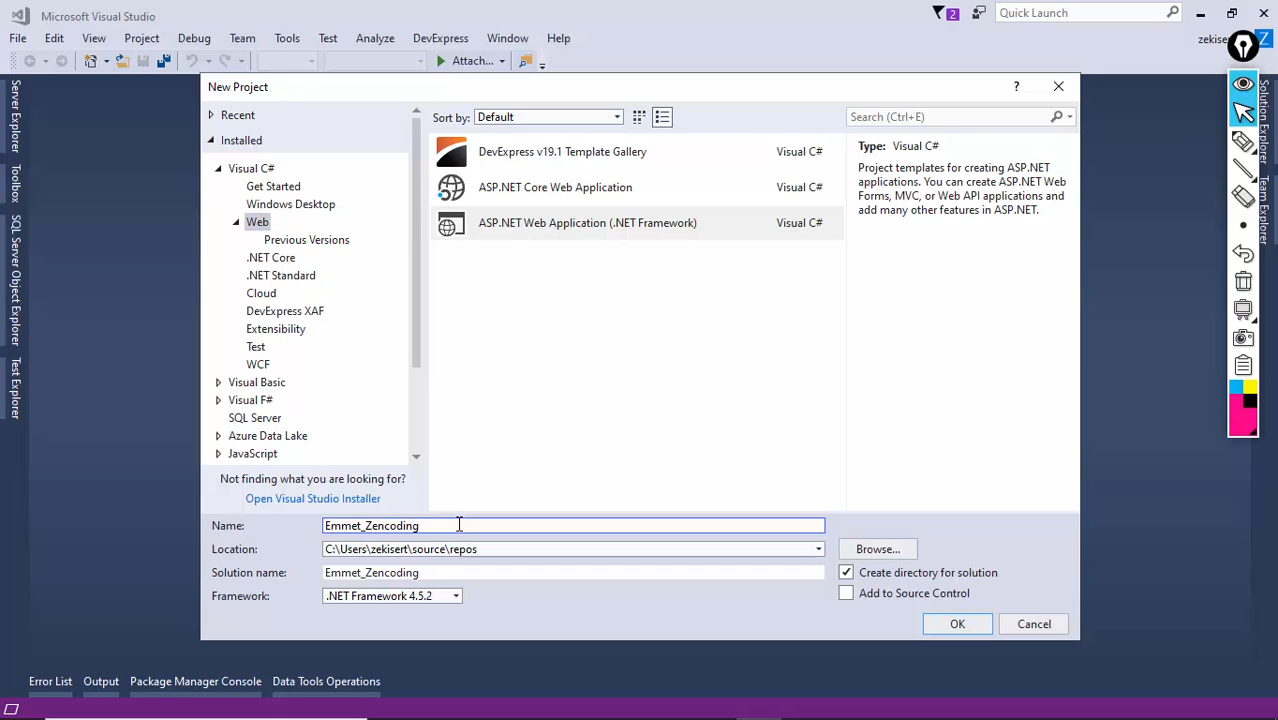 Microsoft Visual Studio
2
Quick Launch
File Edit View Project Debug Team Tools Test Analyze DevExpress Window Help
zekiser
Z
Attach...
New Project
?
Server Explorer
Toolbox
SQL Server Object Explorer
Test Explorer
Recent
Installed
Visual C#
Get Started
Windows Desktop
Web
Previous Versions
.NET Core
.NET Standard
Cloud
DevExpress XAF
Extensibility
Test
WCF
Visual Basic
Visual F#
SQL Server
Azure Data Lake
JavaScript
Not finding what you are looking for?
Open Visual Studio Installer
Sort by: Default
DevExpress v19.1 Template Gallery Visual C#
ASP.NET Core Web Application Visual C#
ASP.NET Web Application (.NET Framework) Visual C#
Search (Ctrl+E)
Type: Visual C#
Project templates for creating ASP.NET
applications. You can create ASP.NET Web
Forms, MVC, or Web API applications and
add many other features in ASP.NET.
Solution Explorer
Team Explorer
Name: Emmet_Zencoding
Location: C:\Users\zekisert\source\repos Browse...
Solution name: Emmet_Zencoding Create directory for solution
Framework: .NET Framework 4.5.2 Add to Source Control
OK Cancel
Error List Output Package Manager Console Data Tools Operations